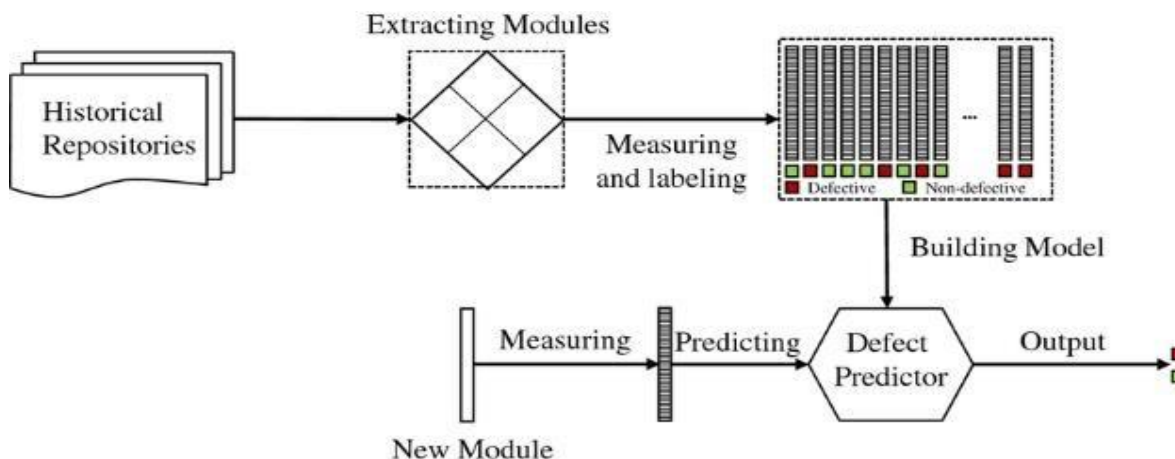 Extracting Modules
Historical
Repositories
Measuring
and labeling
...
Defective
Non-defective
Building Model
Measuring
Predicting
Defect
Predictor
Output
New Module